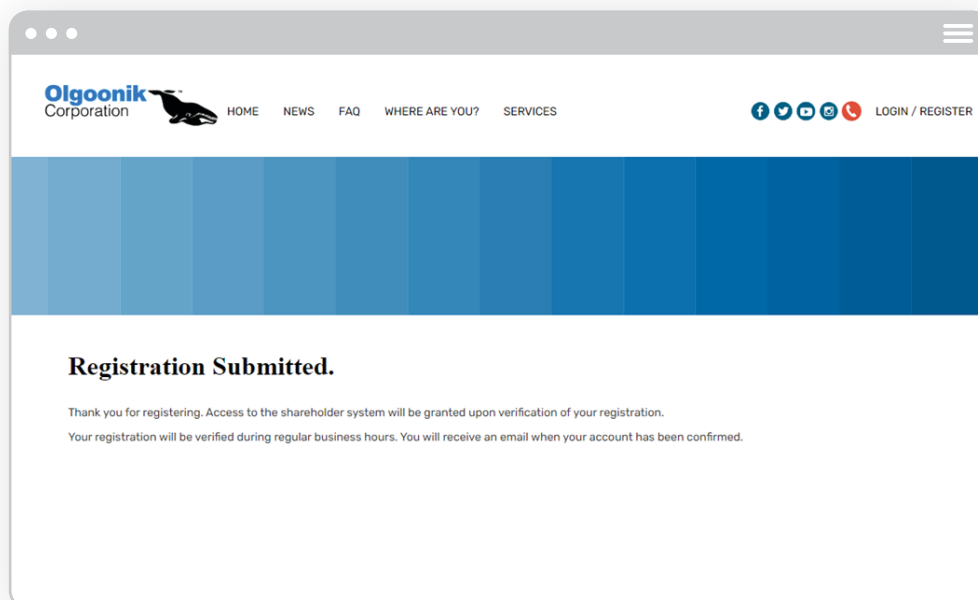 Olgoonik
Corporation
HOME NEWS FAQ WHERE ARE YOU? SERVICES LOGIN / REGISTER
Registration Submitted.
Thank you for registering. Access to the shareholder system will be granted upon verification of your registration.
Your registration will be verified during regular business hours. You will receive an email when your account has been confirmed.